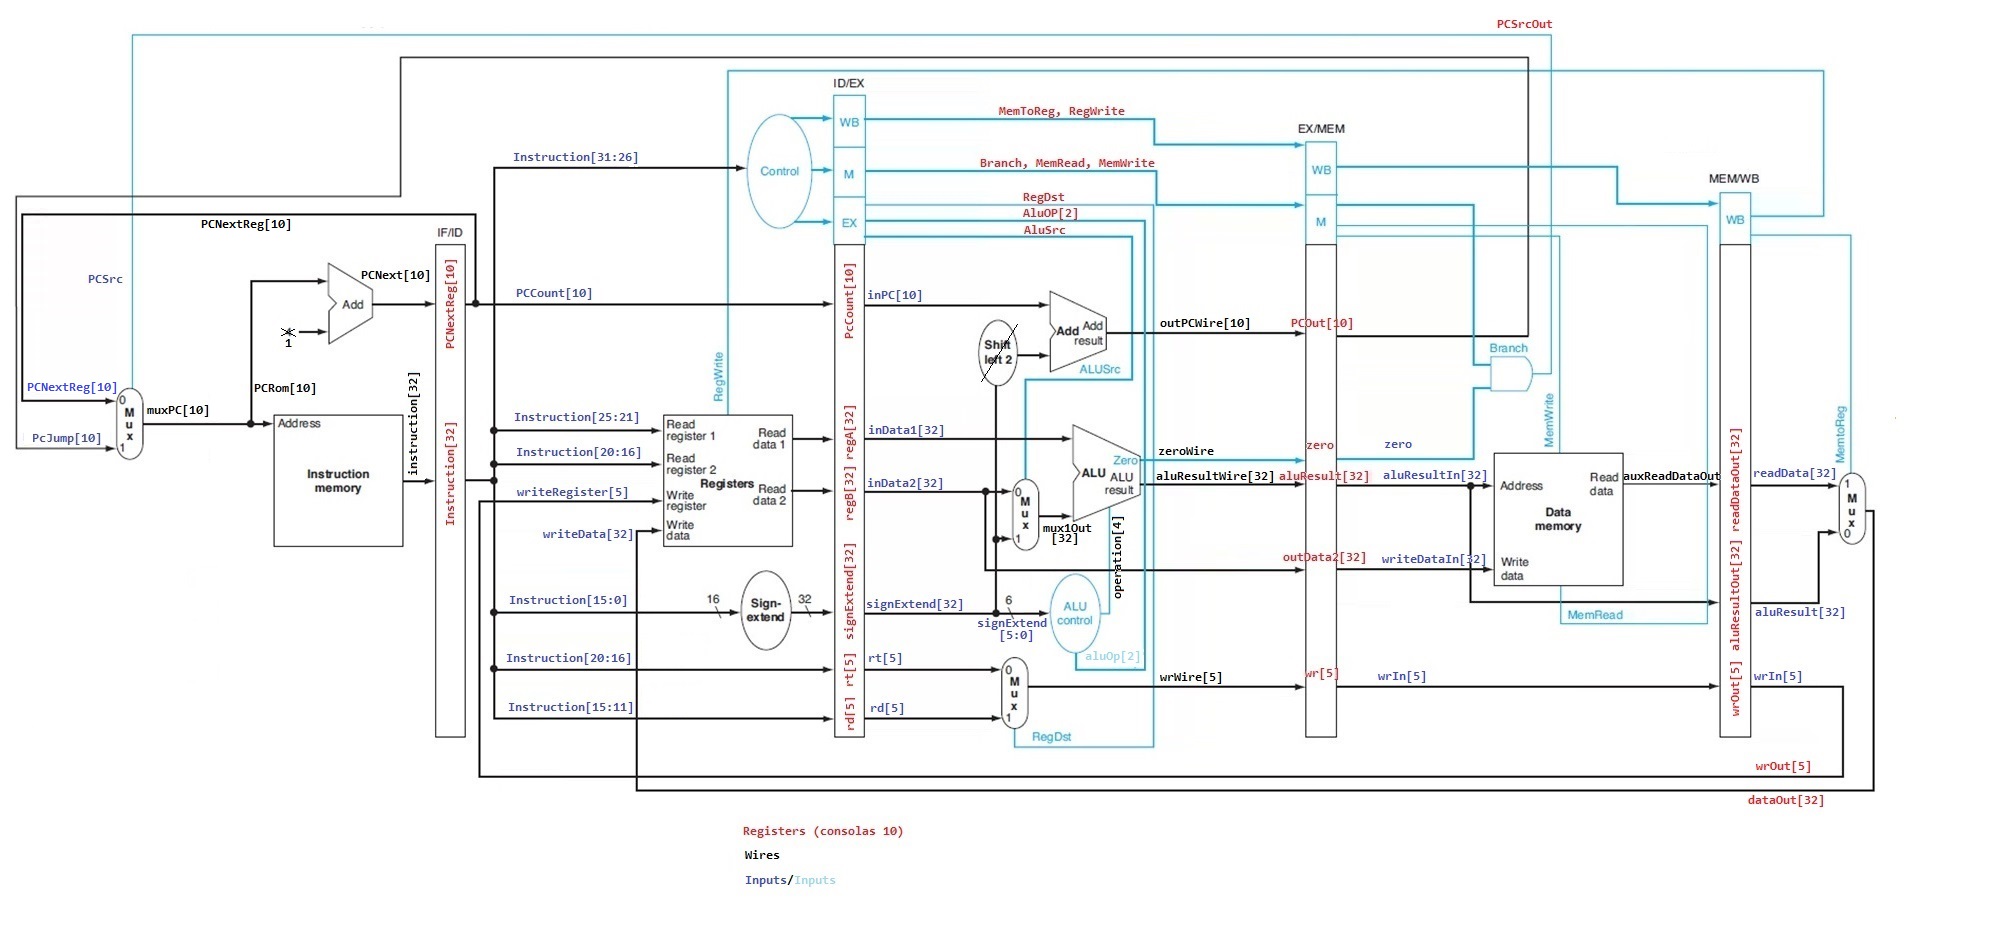 PCSrcOut
ID/EX
WB
M
EX
Control
MemToReg, RegWrite
Branch, MemRead, MemWrite
RegDst
AluOP[2]
AluSrc
EX/MEM
WB
M
MEM/WB
WB
Instruction[31:26]
PCNextReg[10]
IF/ID
PCSrc
PCNext[10]
Add
1
PCNextReg[10]
PCCount[10]
PcCount[10]
inPC[10]
Add
Add
result
Shift
left 2
outPCWire[10]
PCOut[10]
ALUSrc
Branch
RegWrite
PCNextReg[10]
PcJump[10]
0
M
u
x
1
muxPC[10]
PCRom[10]
Address
Instruction
memory
instruction[32]
Instruction[32]
Instruction[25:21]
Instruction[20:16]
writeRegister[5]
writeData[32]
Read
register 1
Read
register 2
Write
register
Write
data
Registers
Read
data 1
Read
data 2
regA[32]
regB[32]
inData1[32]
inData2[32]
0
M
u
x
1
mux1Out
[32]
ALU
Zero
ALU
result
zeroWire
aluResultWire[32]
operation[4]
zero
aluResult[32]
outData2[32]
zero
aluResultIn[32]
writeDataIn[32]
MemWrite
Address
Read
data
Data
memory
Write
data
MemRead
auxReadDataOut
readDataOut[32]
aluResultOut[32]
wrOut[5]
readData[32]
aluResult[32]
MemtoReg
1
M
u
x
0
Instruction[15:0]
16
Sign-
extend
32
signExtend[32]
signExtend[32]
6
signExtend
[5:0]
ALU
control
aluOp[2]
Instruction[20:16]
rt[5]
rt[5]
Instruction[15:11]
rd[5]
rd[5]
0
M
u
x
1
RegDst
wrWire[5]
wr[5]
wrIn[5]
wrIn[5]
wrOut[5]
dataOut[32]
Registers (consolas 10)
Wires
Inputs/Inputs